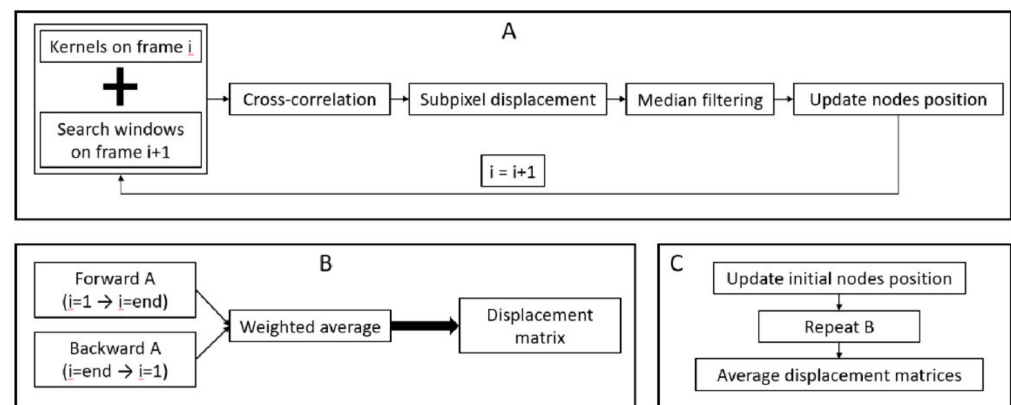 A
Kernels on frame i
+
Search windows
on frame i+1
Cross-correlation
Subpixel displacement
Median filtering
Update nodes position
i = i+1
B
Forward A
(i=1 → i=end)
Backward A
(i=end → i=1)
Weighted average
Displacement
matrix
C
Update initial nodes position
Repeat B
Average displacement matrices